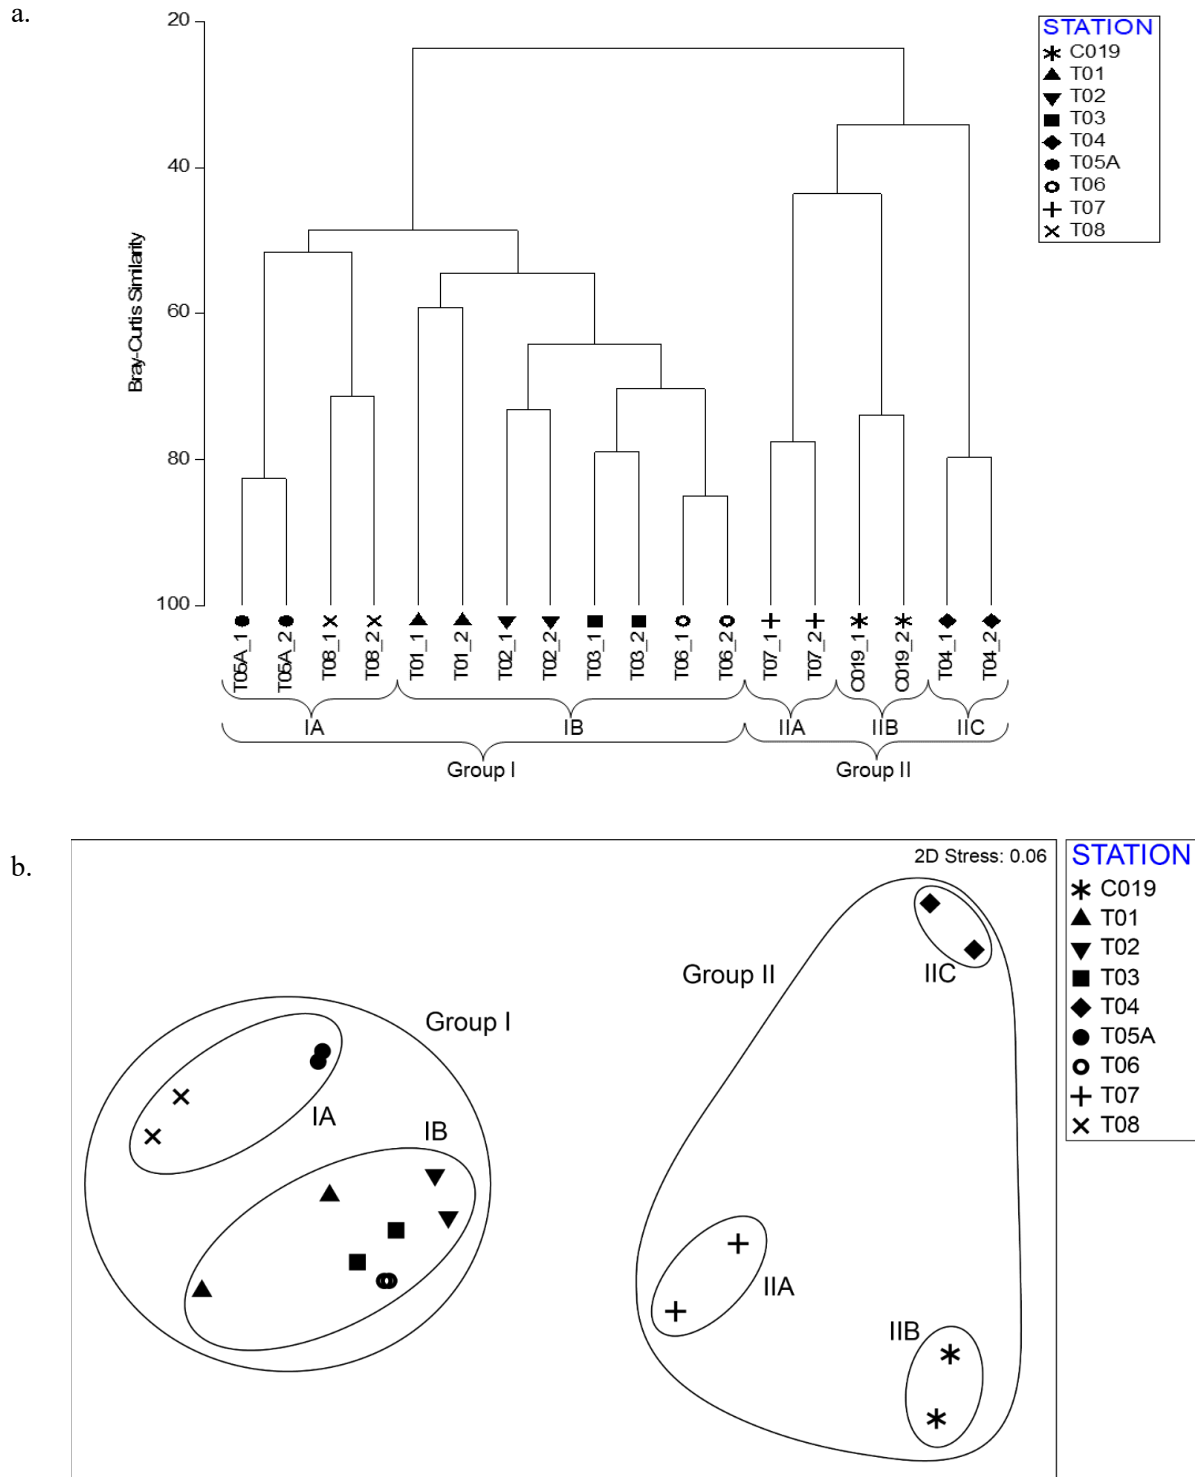 a.
20
40
60
80
100
Bray-Curtis Similarity
STATION
C019
T01
T02
T03
T04
T05A
T06
T07
T08
T05A_1
T05A_2
T08_1
T08_2
T01_1
T01_2
T02_1
T02_2
T03_1
T03_2
T06_1
T06_2
T07_1
T07_2
C019_1
C019_2
T04_1
T04_2
IA
IB
IIA
IIB
IIC
Group I
Group II
b.
2D Stress: 0.06
Group II
IIC
Group I
IA
IB
IIA
IIB
STATION
C019
T01
T02
T03
T04
T05A
T06
T07
T08